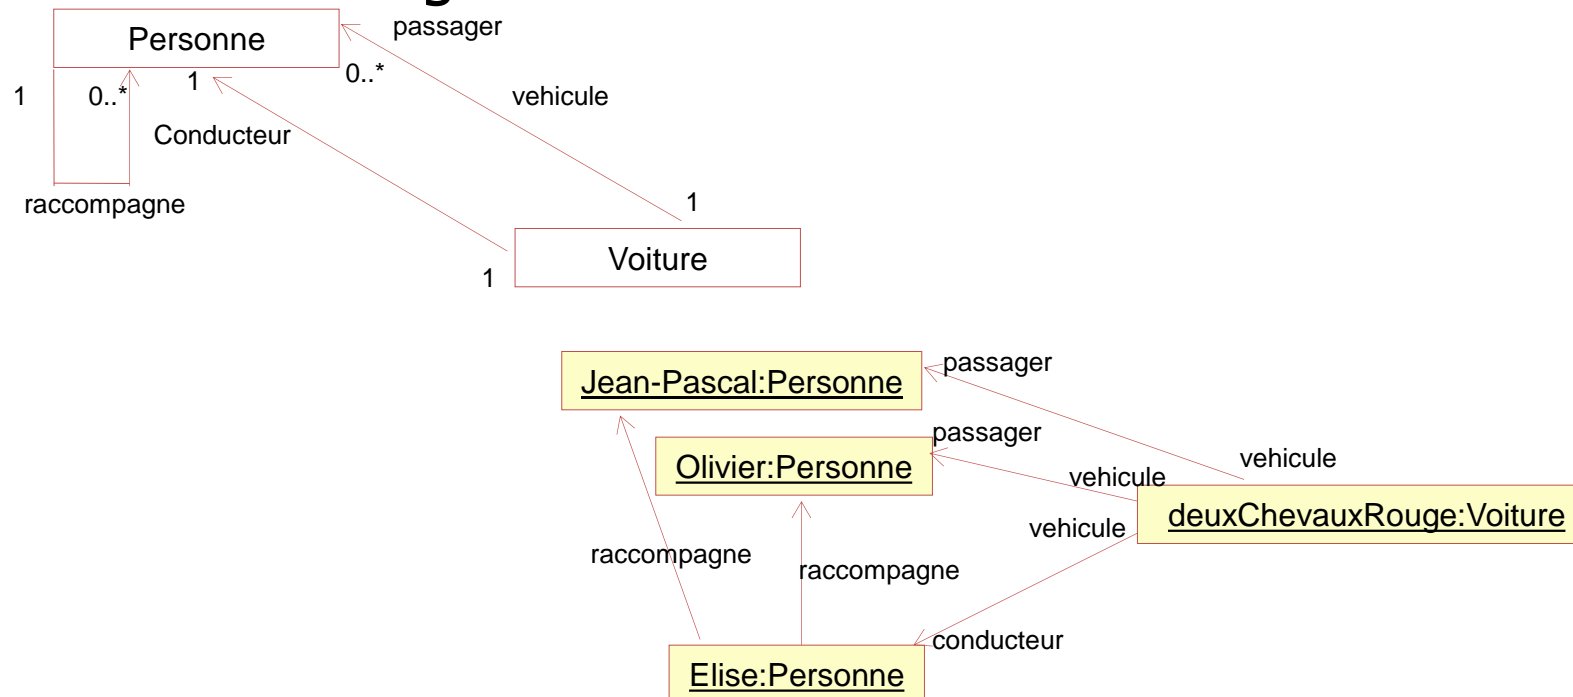 Personne
passager
0..*
1
1
0..*
vehicule
Conducteur
raccompagne
1
Voiture
1
Jean-Pascal:Personne
passager
Olivier:Personne
passager
vehicule
vehicule
deuxChevauxRouge:Voiture
vehicule
raccompagne
raccompagne
conducteur
Elise:Personne